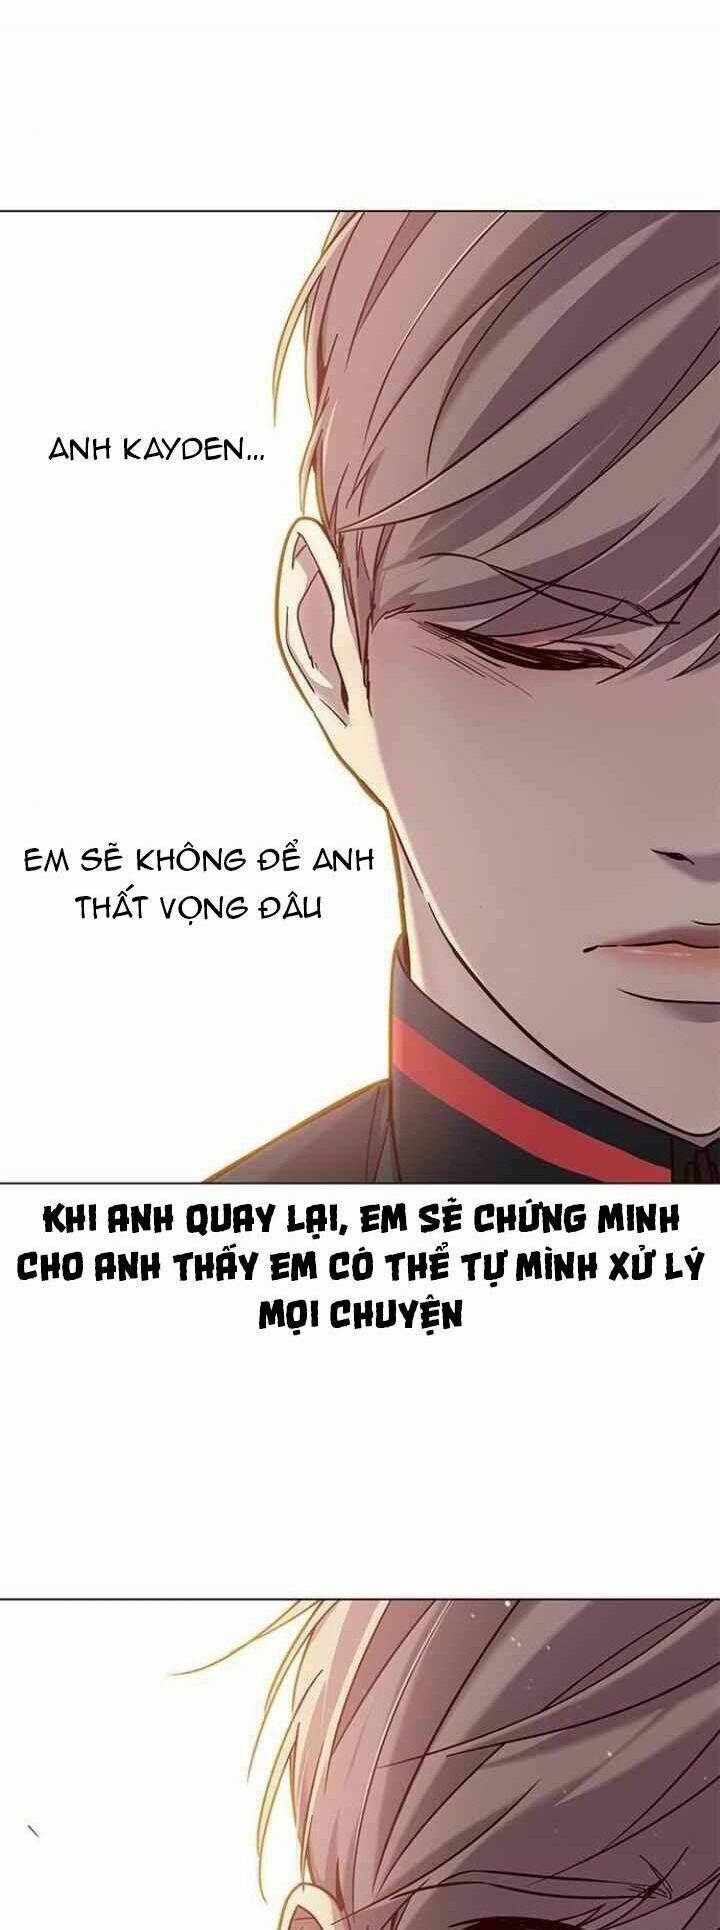 ANH KAYDEN...
EM SẼ KHÔNG ĐỂ ANH
THẤT VỌNG ĐÂU
KHI ANH QUAY LẠI, EM SẼ CHỨNG MINH
CHO ANH THẤY EM CÓ THỂ TỰ MÌNH XỬ LÝ
MỌI CHUYỆN